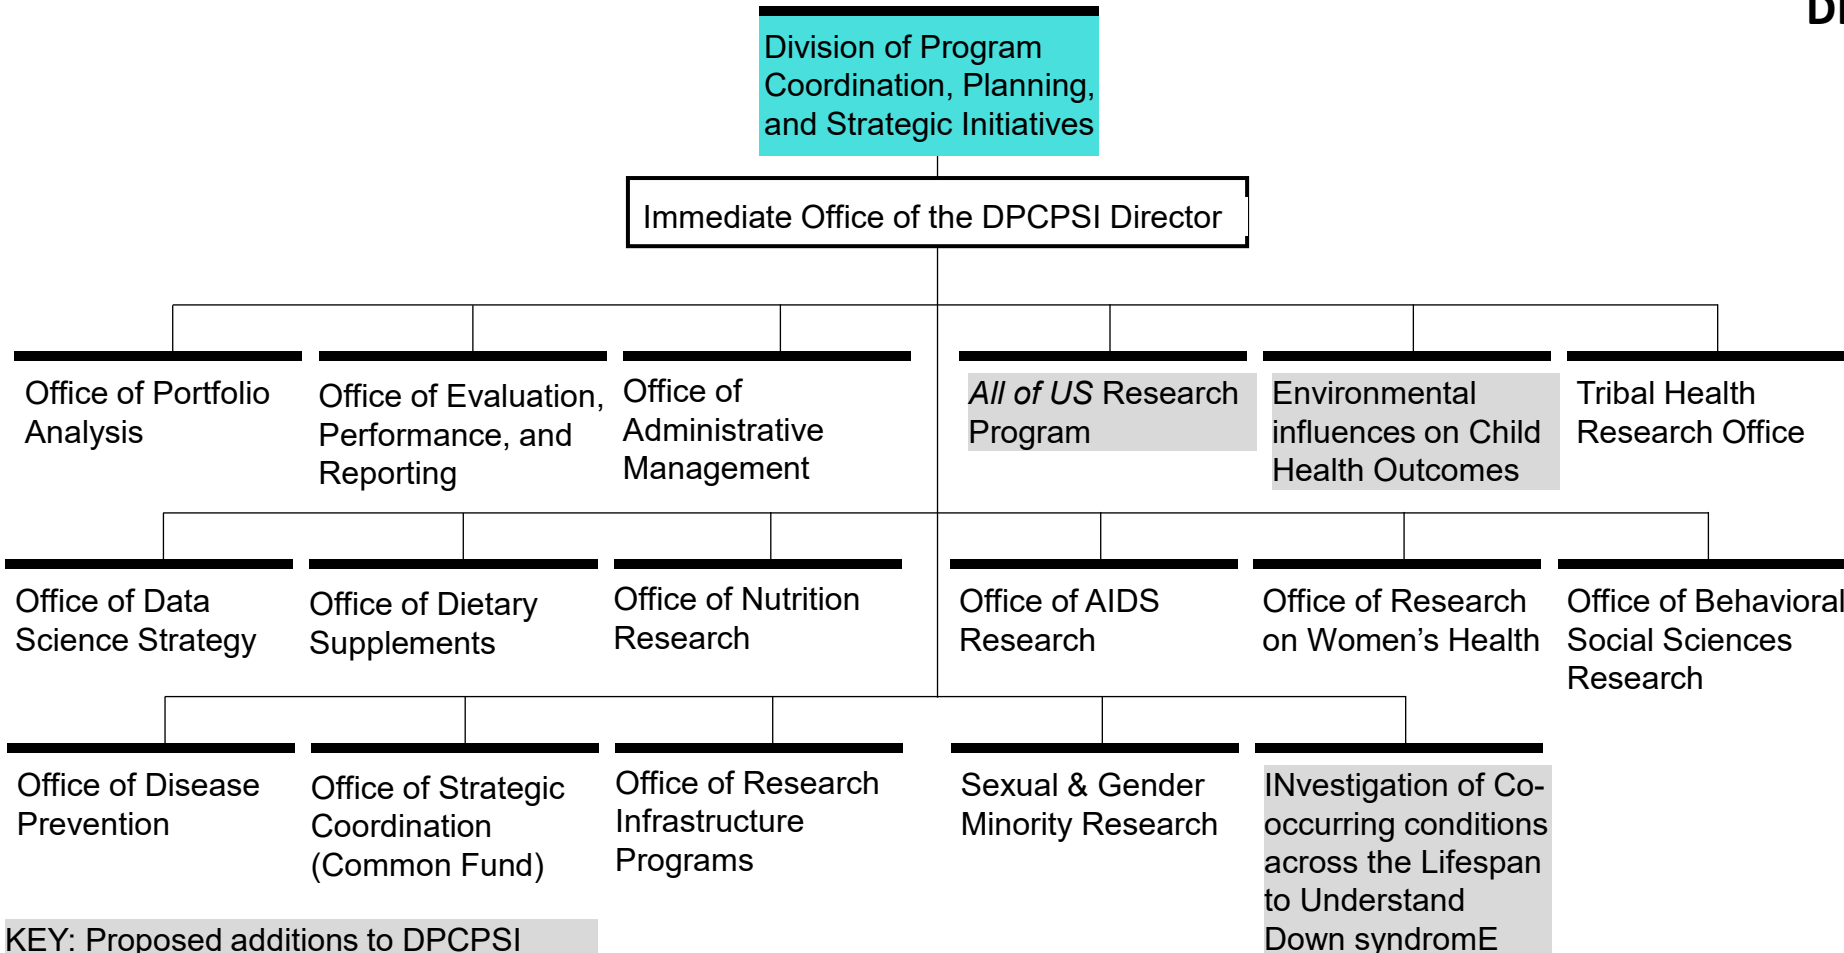 DI
Division of Program
Coordination, Planning,
and Strategic Initiatives
Immediate Office of the DPCPSI Director
Office of Portfolio
Analysis
Office of Evaluation,
Performance, and
Reporting
Office of
Administrative
Management
All of US Research
Program
Environmental
influences on Child
Health Outcomes
Tribal Health
Research Office
Office of Data
Science Strategy
Office of Dietary
Supplements
Office of Nutrition
Research
Office of AIDS
Research
Office of Research
on Women’s Health
Office of Behavioral
Social Sciences
Research
Office of Disease
Prevention
Office of Strategic
Coordination
(Common Fund)
Office of Research
Infrastructure
Programs
Sexual & Gender
Minority Research
INvestigation of Co-
occurring conditions
across the Lifespan
to Understand
Down syndromE
KEY: Proposed additions to DPCPSI